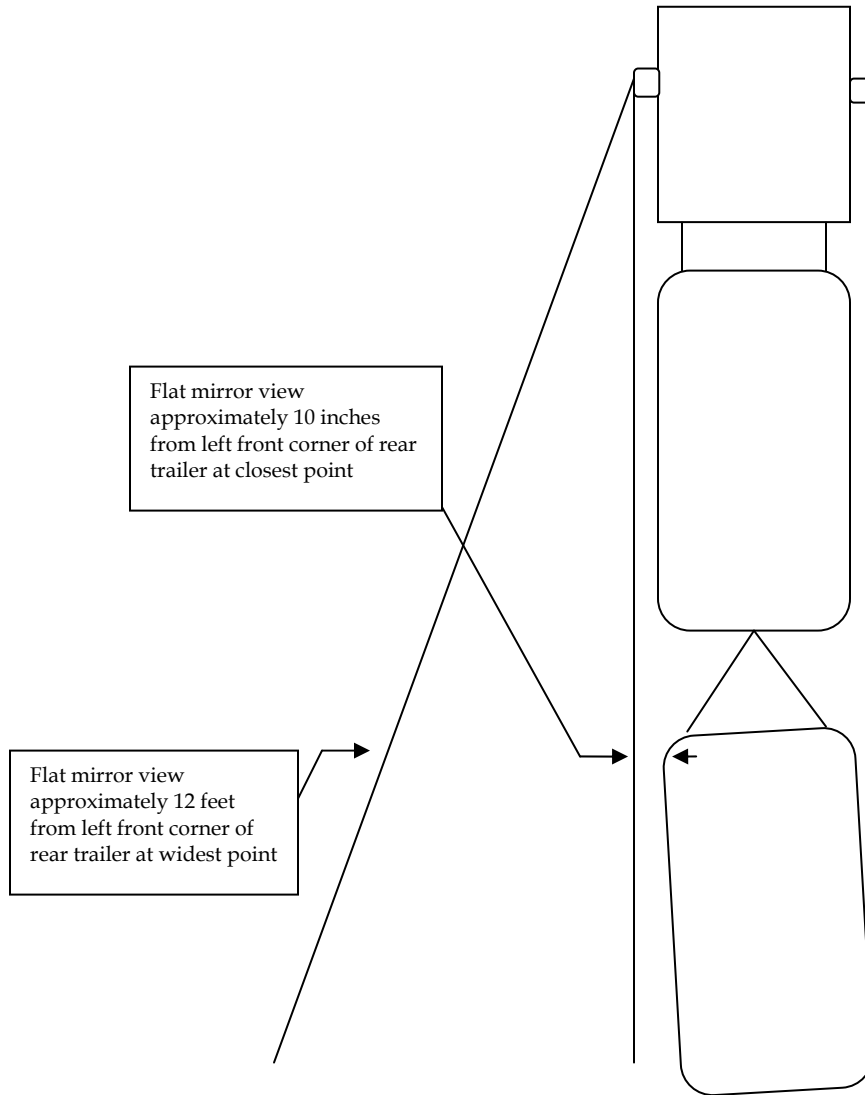 Flat mirror view
approximately 10 inches
from left front corner of rear
trailer at closest point
Flat mirror view
approximately 12 feet
from left front corner of
rear trailer at widest point